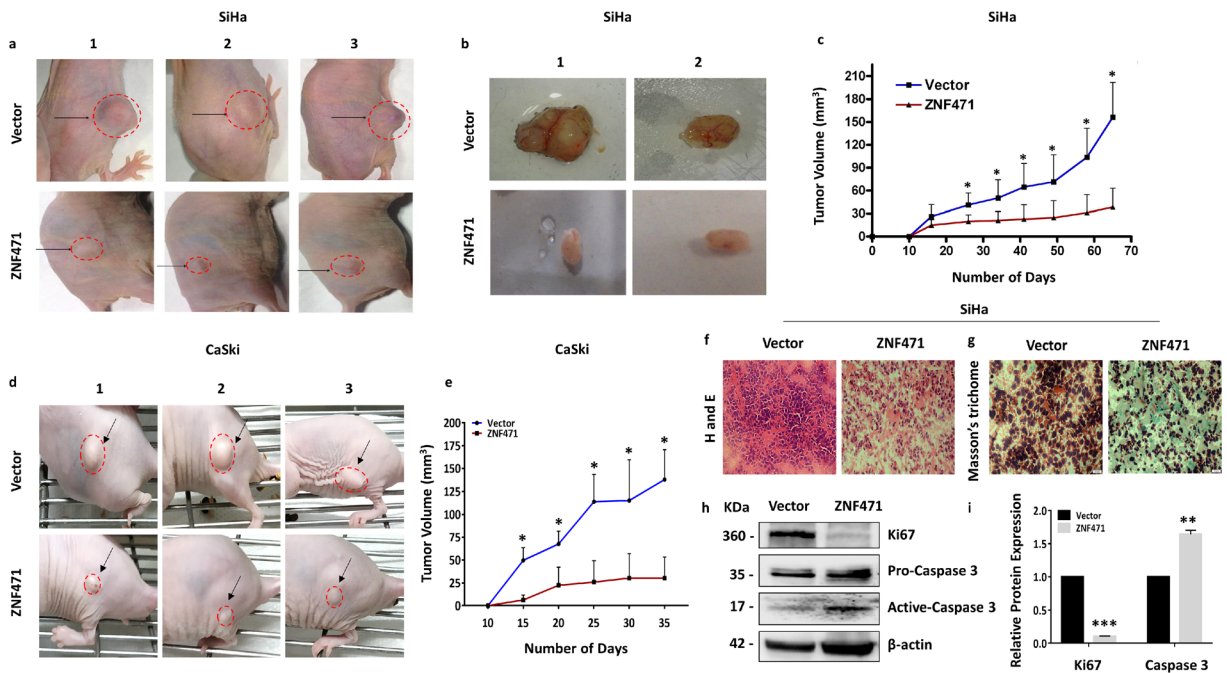 SiHa
a
1
2
3
Vector
ZNF471
SiHa
b
1
2
Vector
ZNF471
SiHa
c
Tumor Volume (mm³)
210
180
150
120
90
60
30
0
Vector
ZNF471
*
*
*
*
*
*
0 10 20 30 40 50 60 70
Number of Days
CaSki
d
1
2
3
Vector
ZNF471
CaSki
e
Tumor Volume (mm³)
200
175
150
125
100
75
50
25
0
Vector
ZNF471
*
*
*
*
*
10 15 20 25 30 35
Number of Days
SiHa
f
Vector
ZNF471
H and E
g
Vector
ZNF471
Masson's trichome
h
KDa
Vector
ZNF471
360 -
Ki67
35 -
Pro-Caspase 3
17 -
Active-Caspase 3
42 -
β-actin
i
Relative Protein Expression
2.0
1.5
1.0
0.5
0.0
Vector
ZNF471
***
**
Ki67
Caspase 3